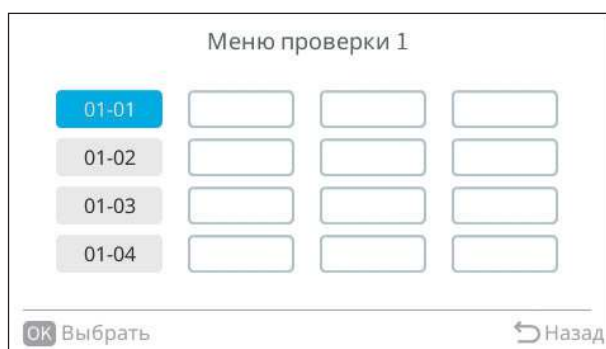 Меню проверки 1
01-01
01-02
01-03
01-04
OK Выбрать
Назад